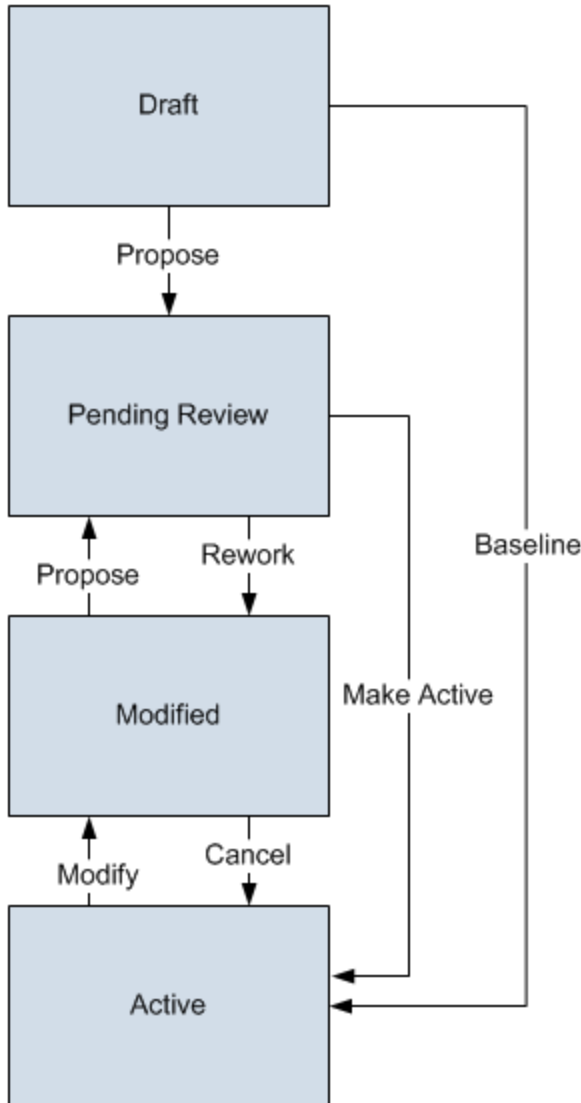 Draft
Propose
Pending Review
Rework
Baseline
Propose
Make Active
Modified
Cancel
Modify
Active